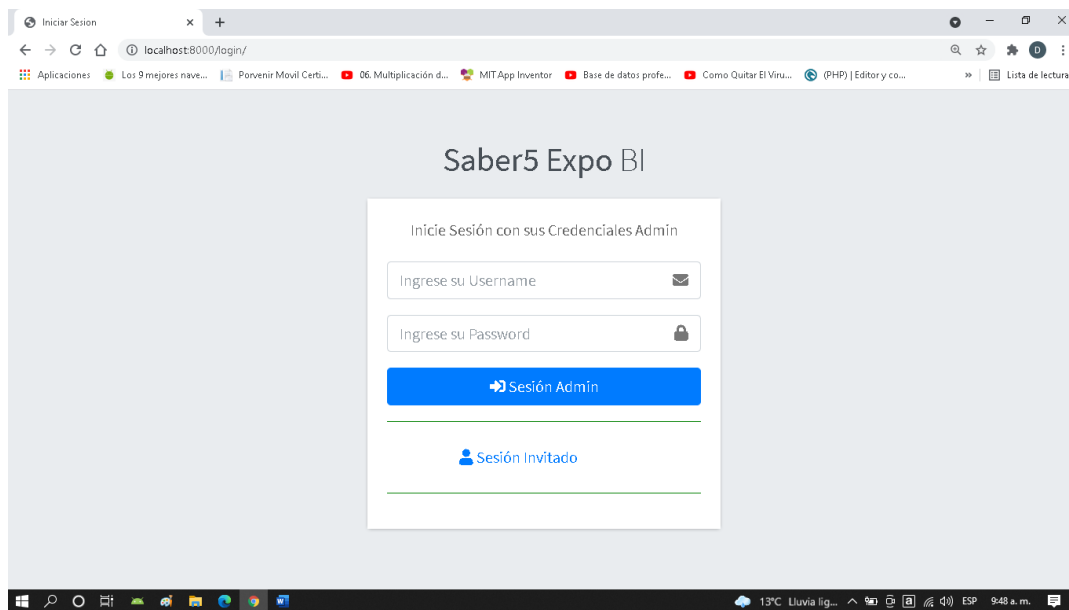 Iniciar Sesion
localhost:8000/login/
D
Aplicaciones Los 9 mejores nave... Porvenir Movil Certi... 06. Multiplicación d... MIT App Inventor Base de datos profe... Como Quitar El Viru... (PHP) | Editor y co... » Lista de lectura
Saber5 Expo BI
Inicie Sesión con sus Credenciales Admin
Ingrese su Username
Ingrese su Password
Sesión Admin
Sesión Invitado
13°C Lluvia lig... ESP 9:48 a. m.